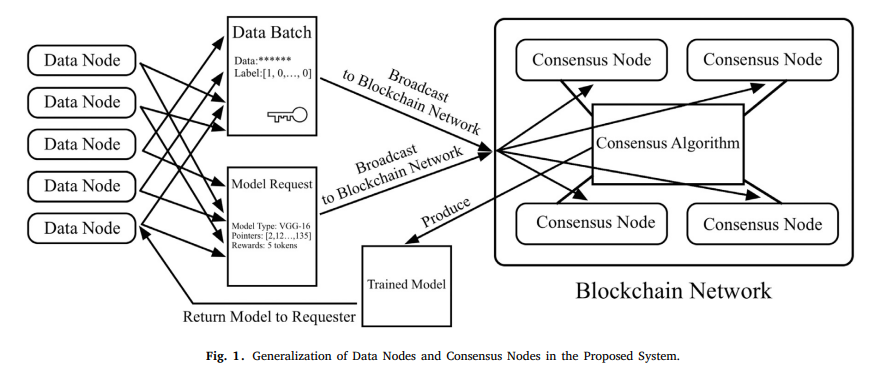 Data Node
Data Node
Data Node
Data Node
Data Node
Data Batch
Data:******
Label:[1, 0,..., 0]
Model Request
Model Type: VGG-16
Pointers: [2,12...,135]
Rewards: 5 tokens
Broadcast
to Blockchain Network
Broadcast
to Blockchain Network
Consensus Node
Consensus Node
Consensus Algorithm
Consensus Node
Consensus Node
Blockchain Network
Produce
Trained Model
Return Model to Requester
Fig. 1. Generalization of Data Nodes and Consensus Nodes in the Proposed System.